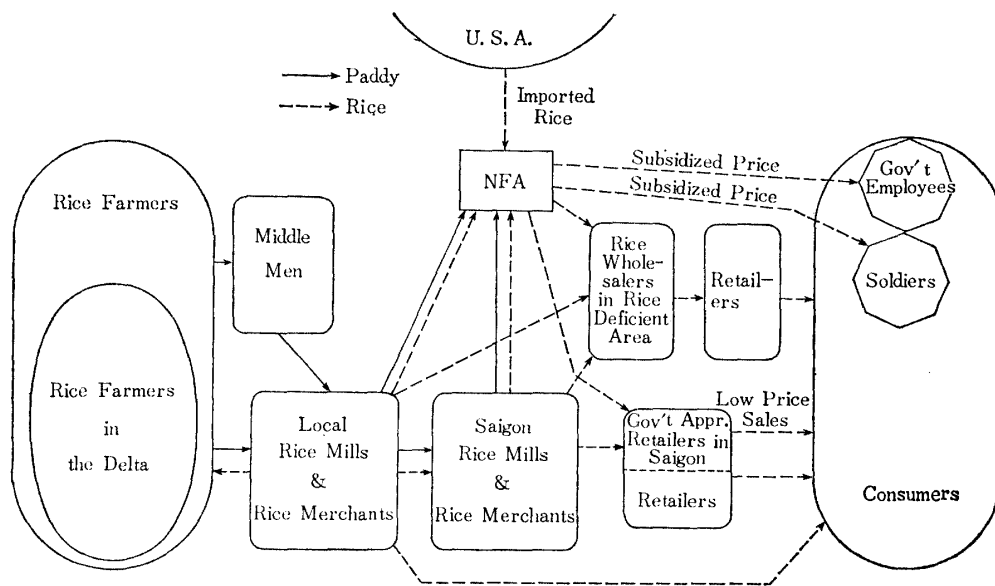 U. S. A.
Paddy
Rice
Imported
Rice
NFA
Subsidized Price
Subsidized Price
Gov't
Employees
Soldiers
Rice Farmers
Middle
Men
Rice
Whole-
salers
in Rice
Deficient
Area
Retail-
ers
Rice Farmers
in
the Delta
Local
Rice Mills
&
Rice Merchants
Saigon
Rice Mills
&
Rice Merchants
Gov't Appr.
Retailers in
Saigon
Retailers
Low Price
Sales
Consumers